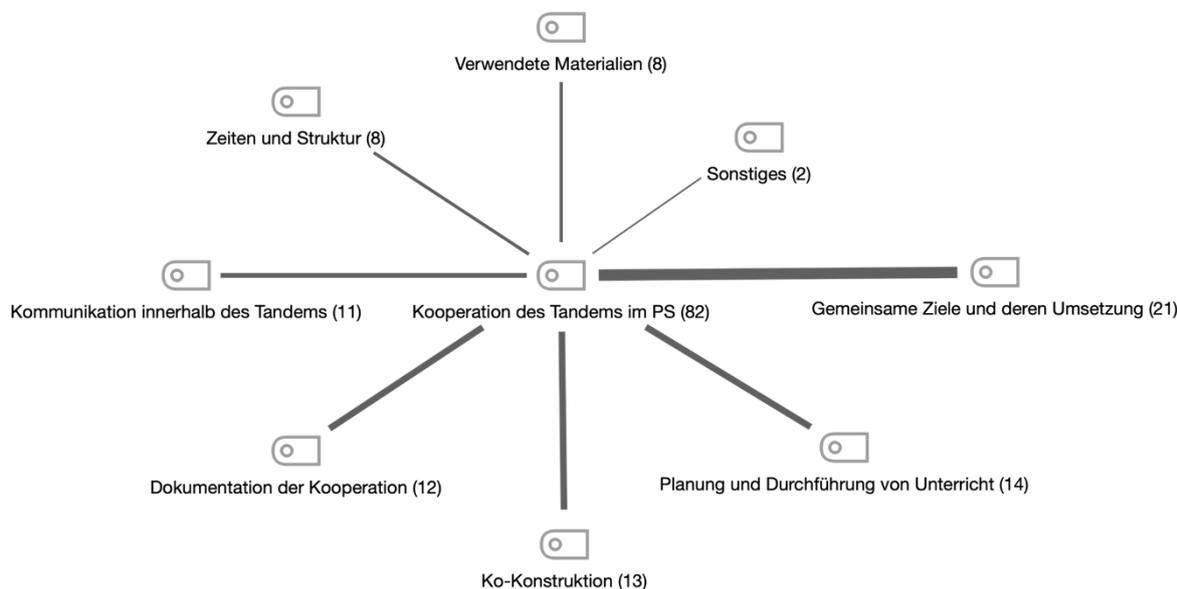 Verwendete Materialien (8)
Zeiten und Struktur (8)
Sonstiges (2)
Kommunikation innerhalb des Tandems (11)
Kooperation des Tandems im PS (82)
Gemeinsame Ziele und deren Umsetzung (21)
Dokumentation der Kooperation (12)
Planung und Durchführung von Unterricht (14)
Ko-Konstruktion (13)